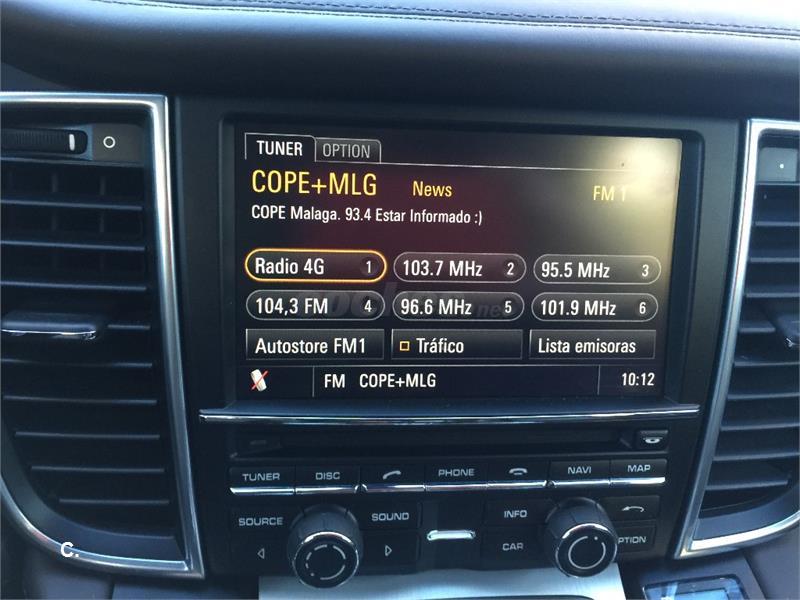 TUNER OPTION
COPE+MLG News FM 1
COPE Malaga. 93.4 Estar Informado :)
Radio 4G 1 103.7 MHz 2 95.5 MHz 3
104,3 FM 4 96.6 MHz 5 101.9 MHz 6
Autostore FM1 Tráfico Lista emisoras
FM COPE+MLG 10:12
TUNER DISC PHONE NAVI MAP
SOURCE SOUND INFO
CAR OPTION
C.